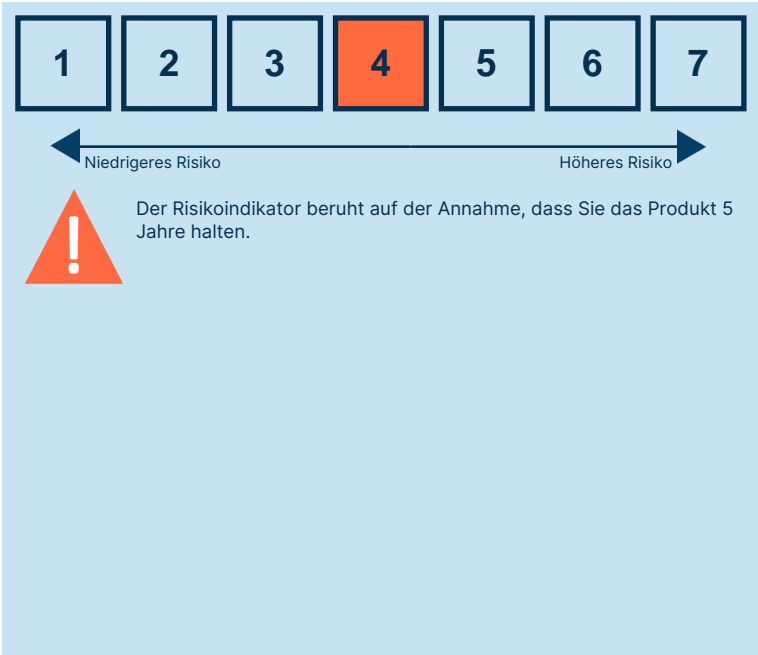 1 2 3 4 5 6 7
Niedrigeres Risiko Höheres Risiko
Der Risikoindikator beruht auf der Annahme, dass Sie das Produkt 5
Jahre halten.